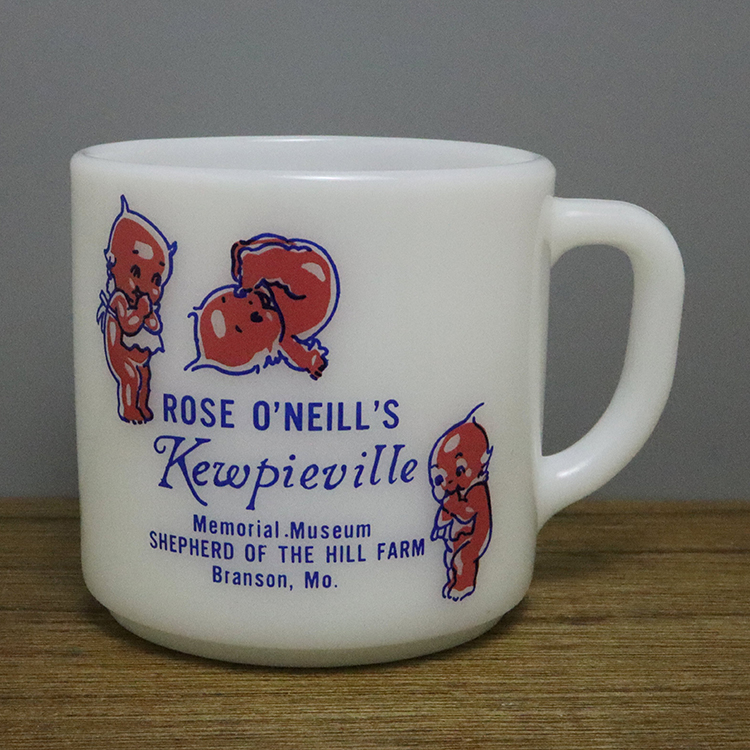 ROSE O'NEILL'S
Kewpieville
Memorial.Museum
SHEPHERD OF THE HILL FARM
Branson, Mo.